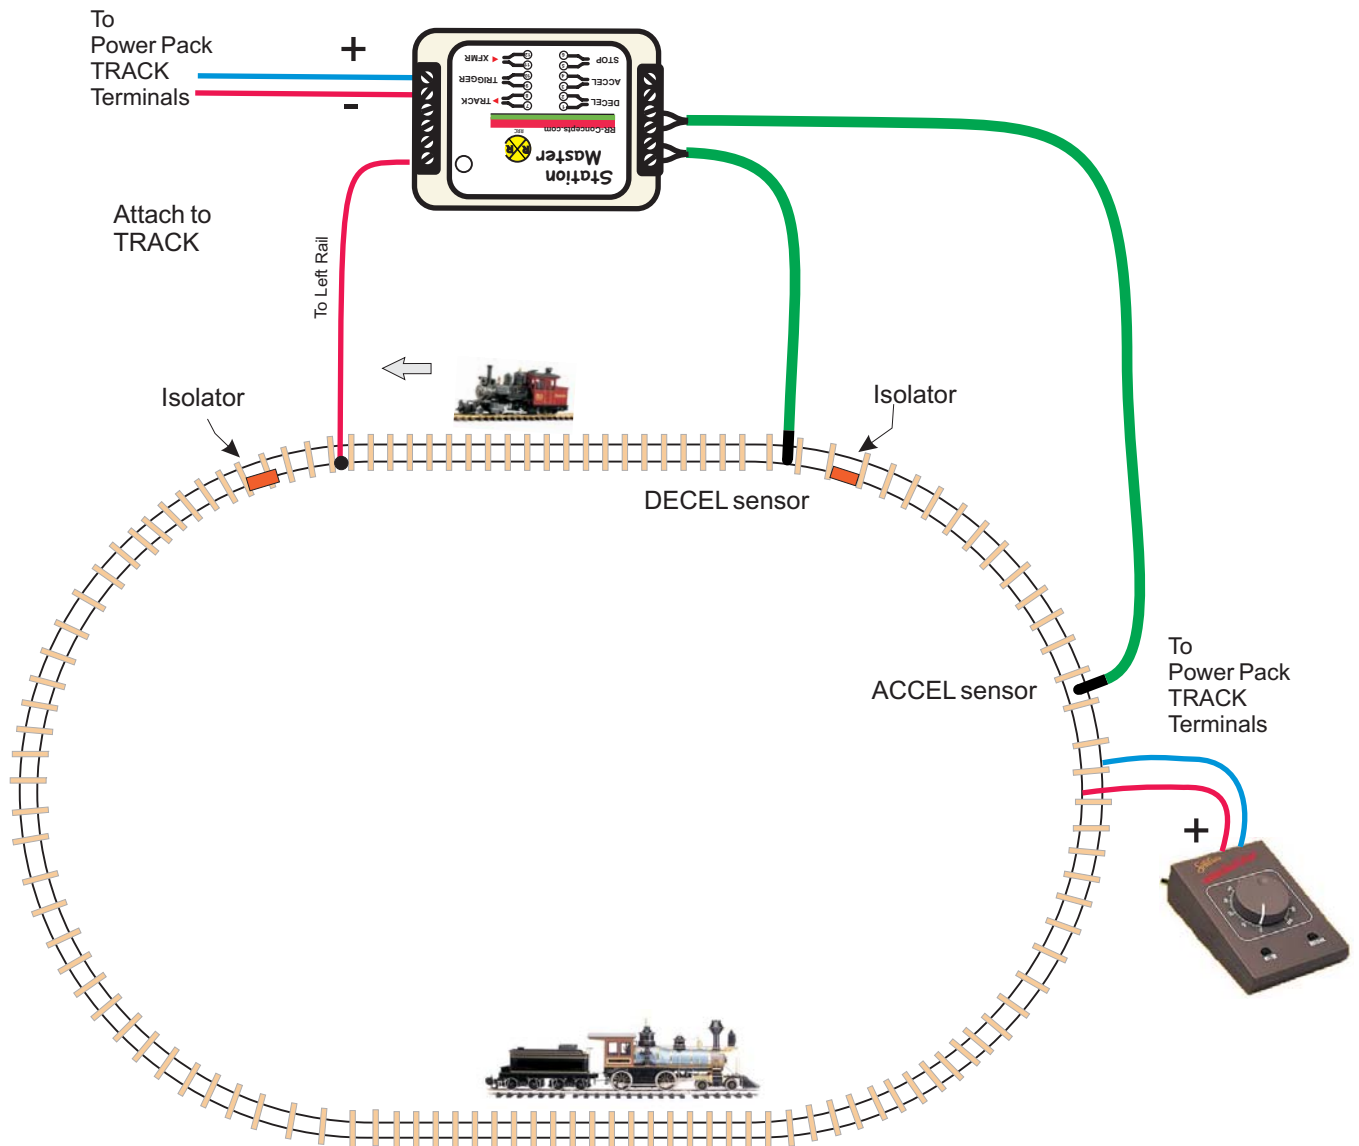 To
Power Pack
TRACK
Terminals
+
-
XFMR
TRIGGER
TRACK
STOP
ACCEL
DECEL
RR-Concepts.com
RRC
Station
Master
Attach to
TRACK
To Left Rail
Isolator
Isolator
DECEL sensor
ACCEL sensor
To
Power Pack
TRACK
Terminals
+